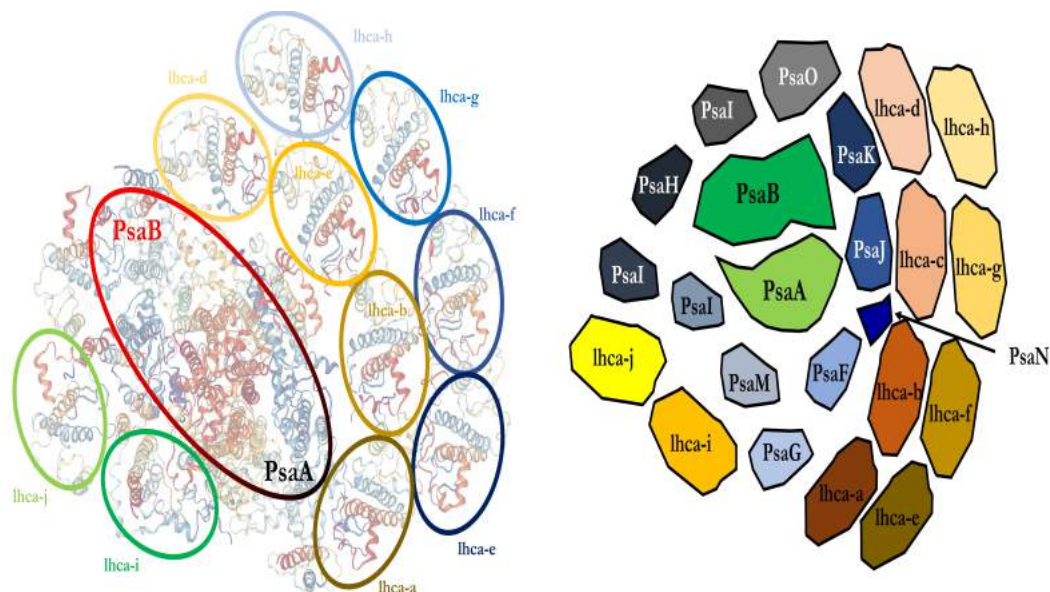 lhca-h
lhca-d
lhca-g
lhca-e
lhca-f
PsaB
lhca-b
PsaA
lhca-j
lhca-i
lhca-a
lhca-e
PsaO
lhca-d
lhca-h
PsaI
PsaK
PsaH
PsaB
PsaJ
lhca-c
lhca-g
PsaI
PsaI
PsaA
PsaN
lhca-j
PsaM
PsaF
lhca-b
lhca-f
lhca-i
PsaG
lhca-a
lhca-e